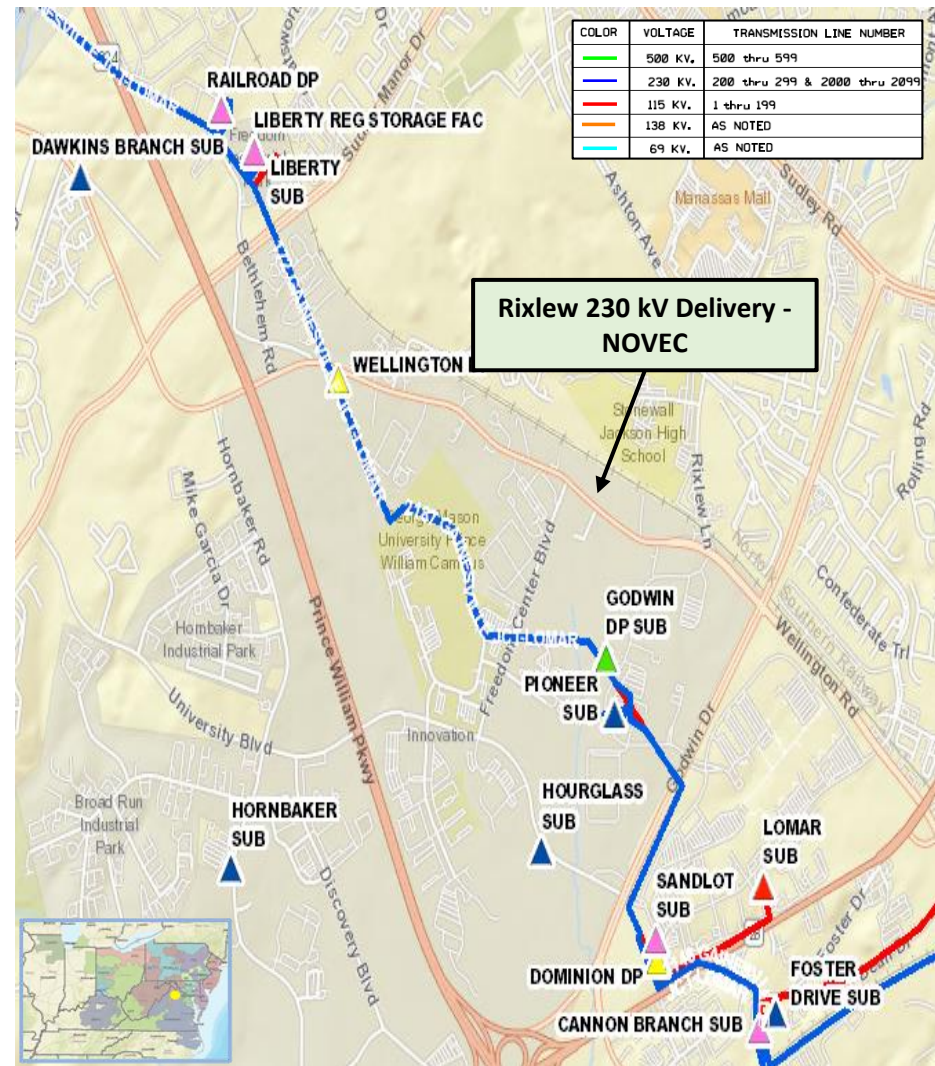 COLOR VOLTAGE TRANSMISSION LINE NUMBER
500 KV. 500 thru 599
230 KV. 200 thru 299 & 2000 thru 2099
115 KV. 1 thru 199
138 KV. AS NOTED
69 KV. AS NOTED
RAILROAD DP
LIBERTY REG STORAGE FAC
DAWKINS BRANCH SUB
LIBERTY
SUB
Sudley Rd
Ashton Ave
Manassas Mall
Bethlehem Rd
Rixlew 230 kV Delivery -
NOVEC
WELLINGTON
Stonewall
Jackson High
School
Rixlew Ln
Rolling Rd
Hornbaker Rd
Mike Garcia Dr
George Mason
University Prince
William Campus
Freedom Center Blvd
Confederate Trl
Southern Railway
Wellington Rd
GODWIN
DP SUB
Hornbaker
Industrial Park
Prince William Pkwy
PIONEER
SUB
University Blvd
Innovation
Godwin Dr
Broad Run
Industrial
Park
HORNBAKER
SUB
HOURGLASS
SUB
LOMAR
SUB
SANDLOT
SUB
Discovery Blvd
Foster Dr
DOMINION DP
FOSTER
DRIVE SUB
CANNON BRANCH SUB